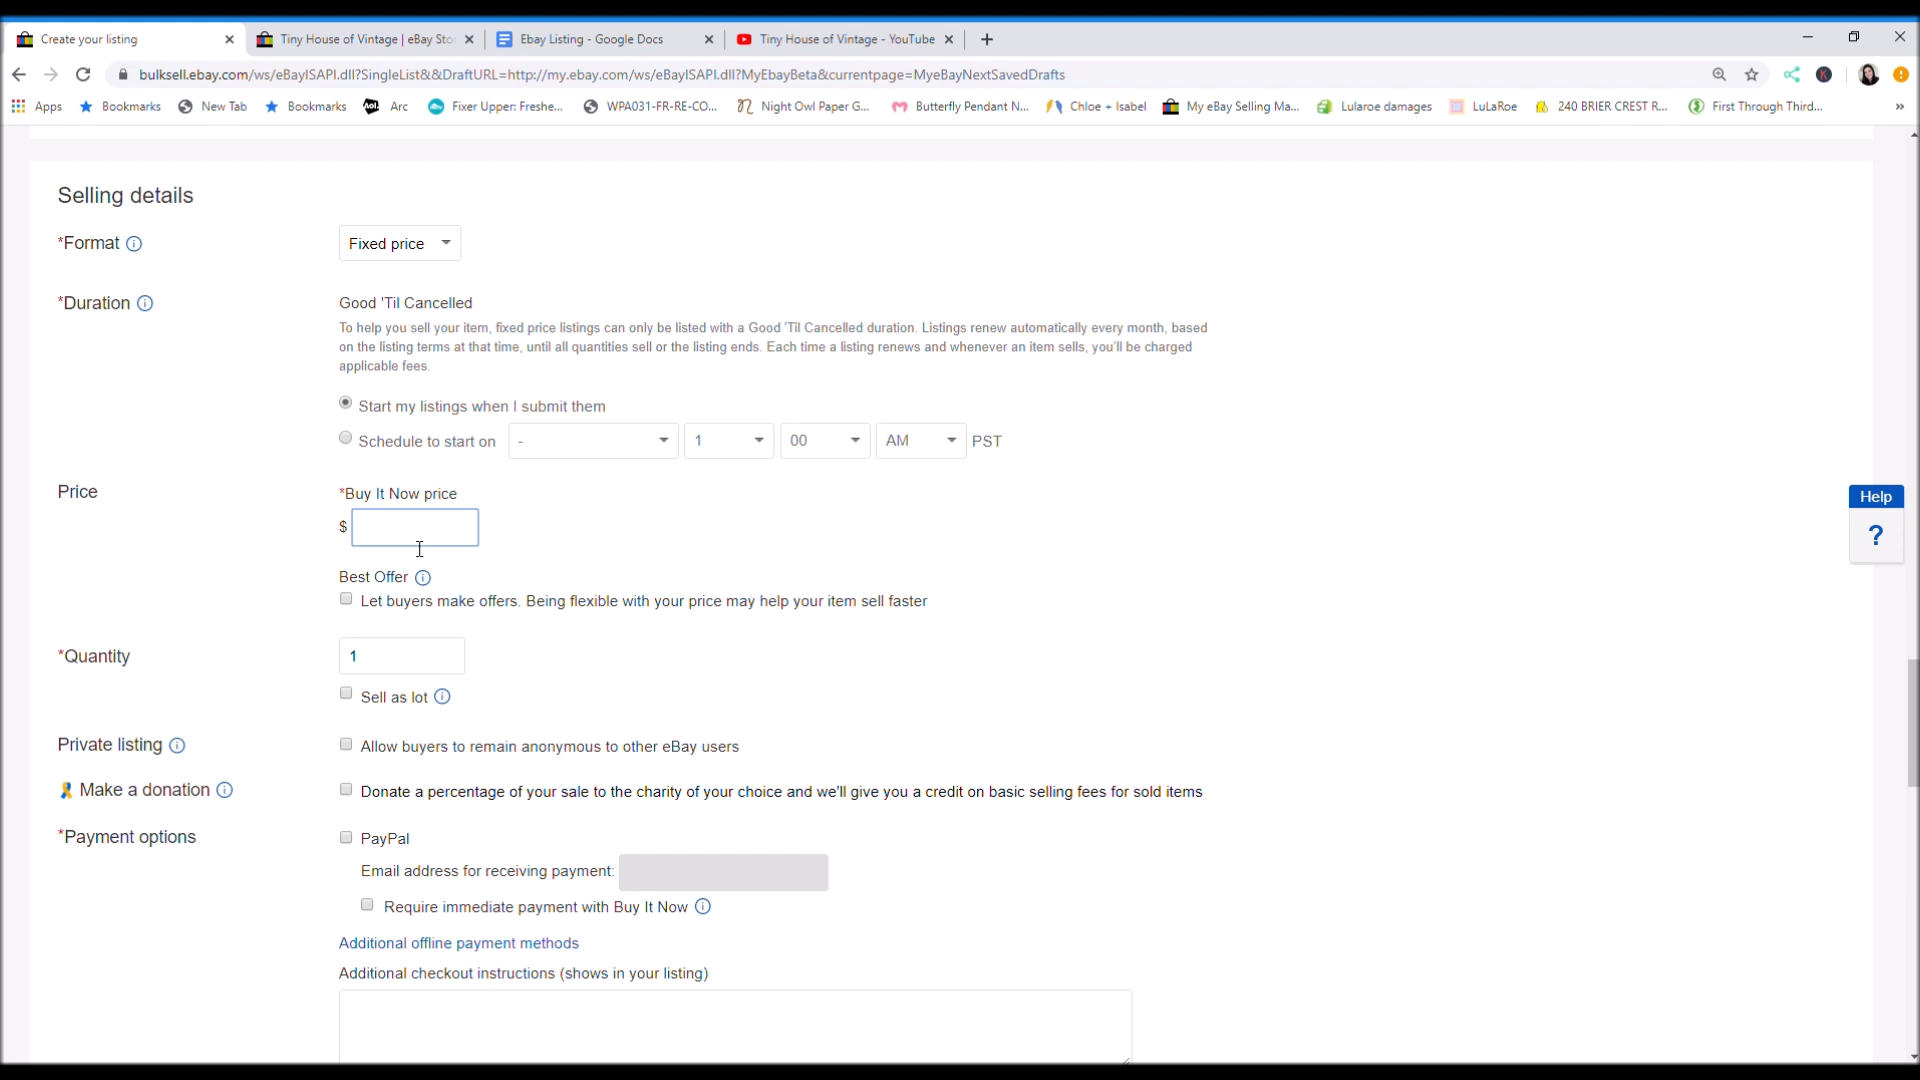 Create your listing
Tiny House of Vintage | eBay Sto
Ebay Listing - Google Docs
Tiny House of Vintage - YouTube
bulksell.ebay.com/ws/eBayISAPI.dll?SingleList&&DraftURL=http://my.ebay.com/ws/eBayISAPI.dll?MyEbayBeta&currentpage=MyeBayNextSavedDrafts
K
Apps
Bookmarks
New Tab
Bookmarks
Aol.
Arc
Fixer Upper: Freshe...
WPA031-FR-RE-CO...
Night Owl Paper G...
Butterfly Pendant N...
Chloe + Isabel
My eBay Selling Ma...
Lularoe damages
LuLaRoe
240 BRIER CREST R...
First Through Third...
»
Selling details
*Format
Fixed price
*Duration
Good 'Til Cancelled
To help you sell your item, fixed price listings can only be listed with a Good 'Til Cancelled duration. Listings renew automatically every month, based
on the listing terms at that time, until all quantities sell or the listing ends. Each time a listing renews and whenever an item sells, you'll be charged
applicable fees.
Start my listings when I submit them
Schedule to start on - 1 00 AM PST
Price
*Buy It Now price
$
Help
?
Best Offer
Let buyers make offers. Being flexible with your price may help your item sell faster
*Quantity
1
Sell as lot
Private listing
Allow buyers to remain anonymous to other eBay users
Make a donation
Donate a percentage of your sale to the charity of your choice and we'll give you a credit on basic selling fees for sold items
*Payment options
PayPal
Email address for receiving payment:
Require immediate payment with Buy It Now
Additional offline payment methods
Additional checkout instructions (shows in your listing)